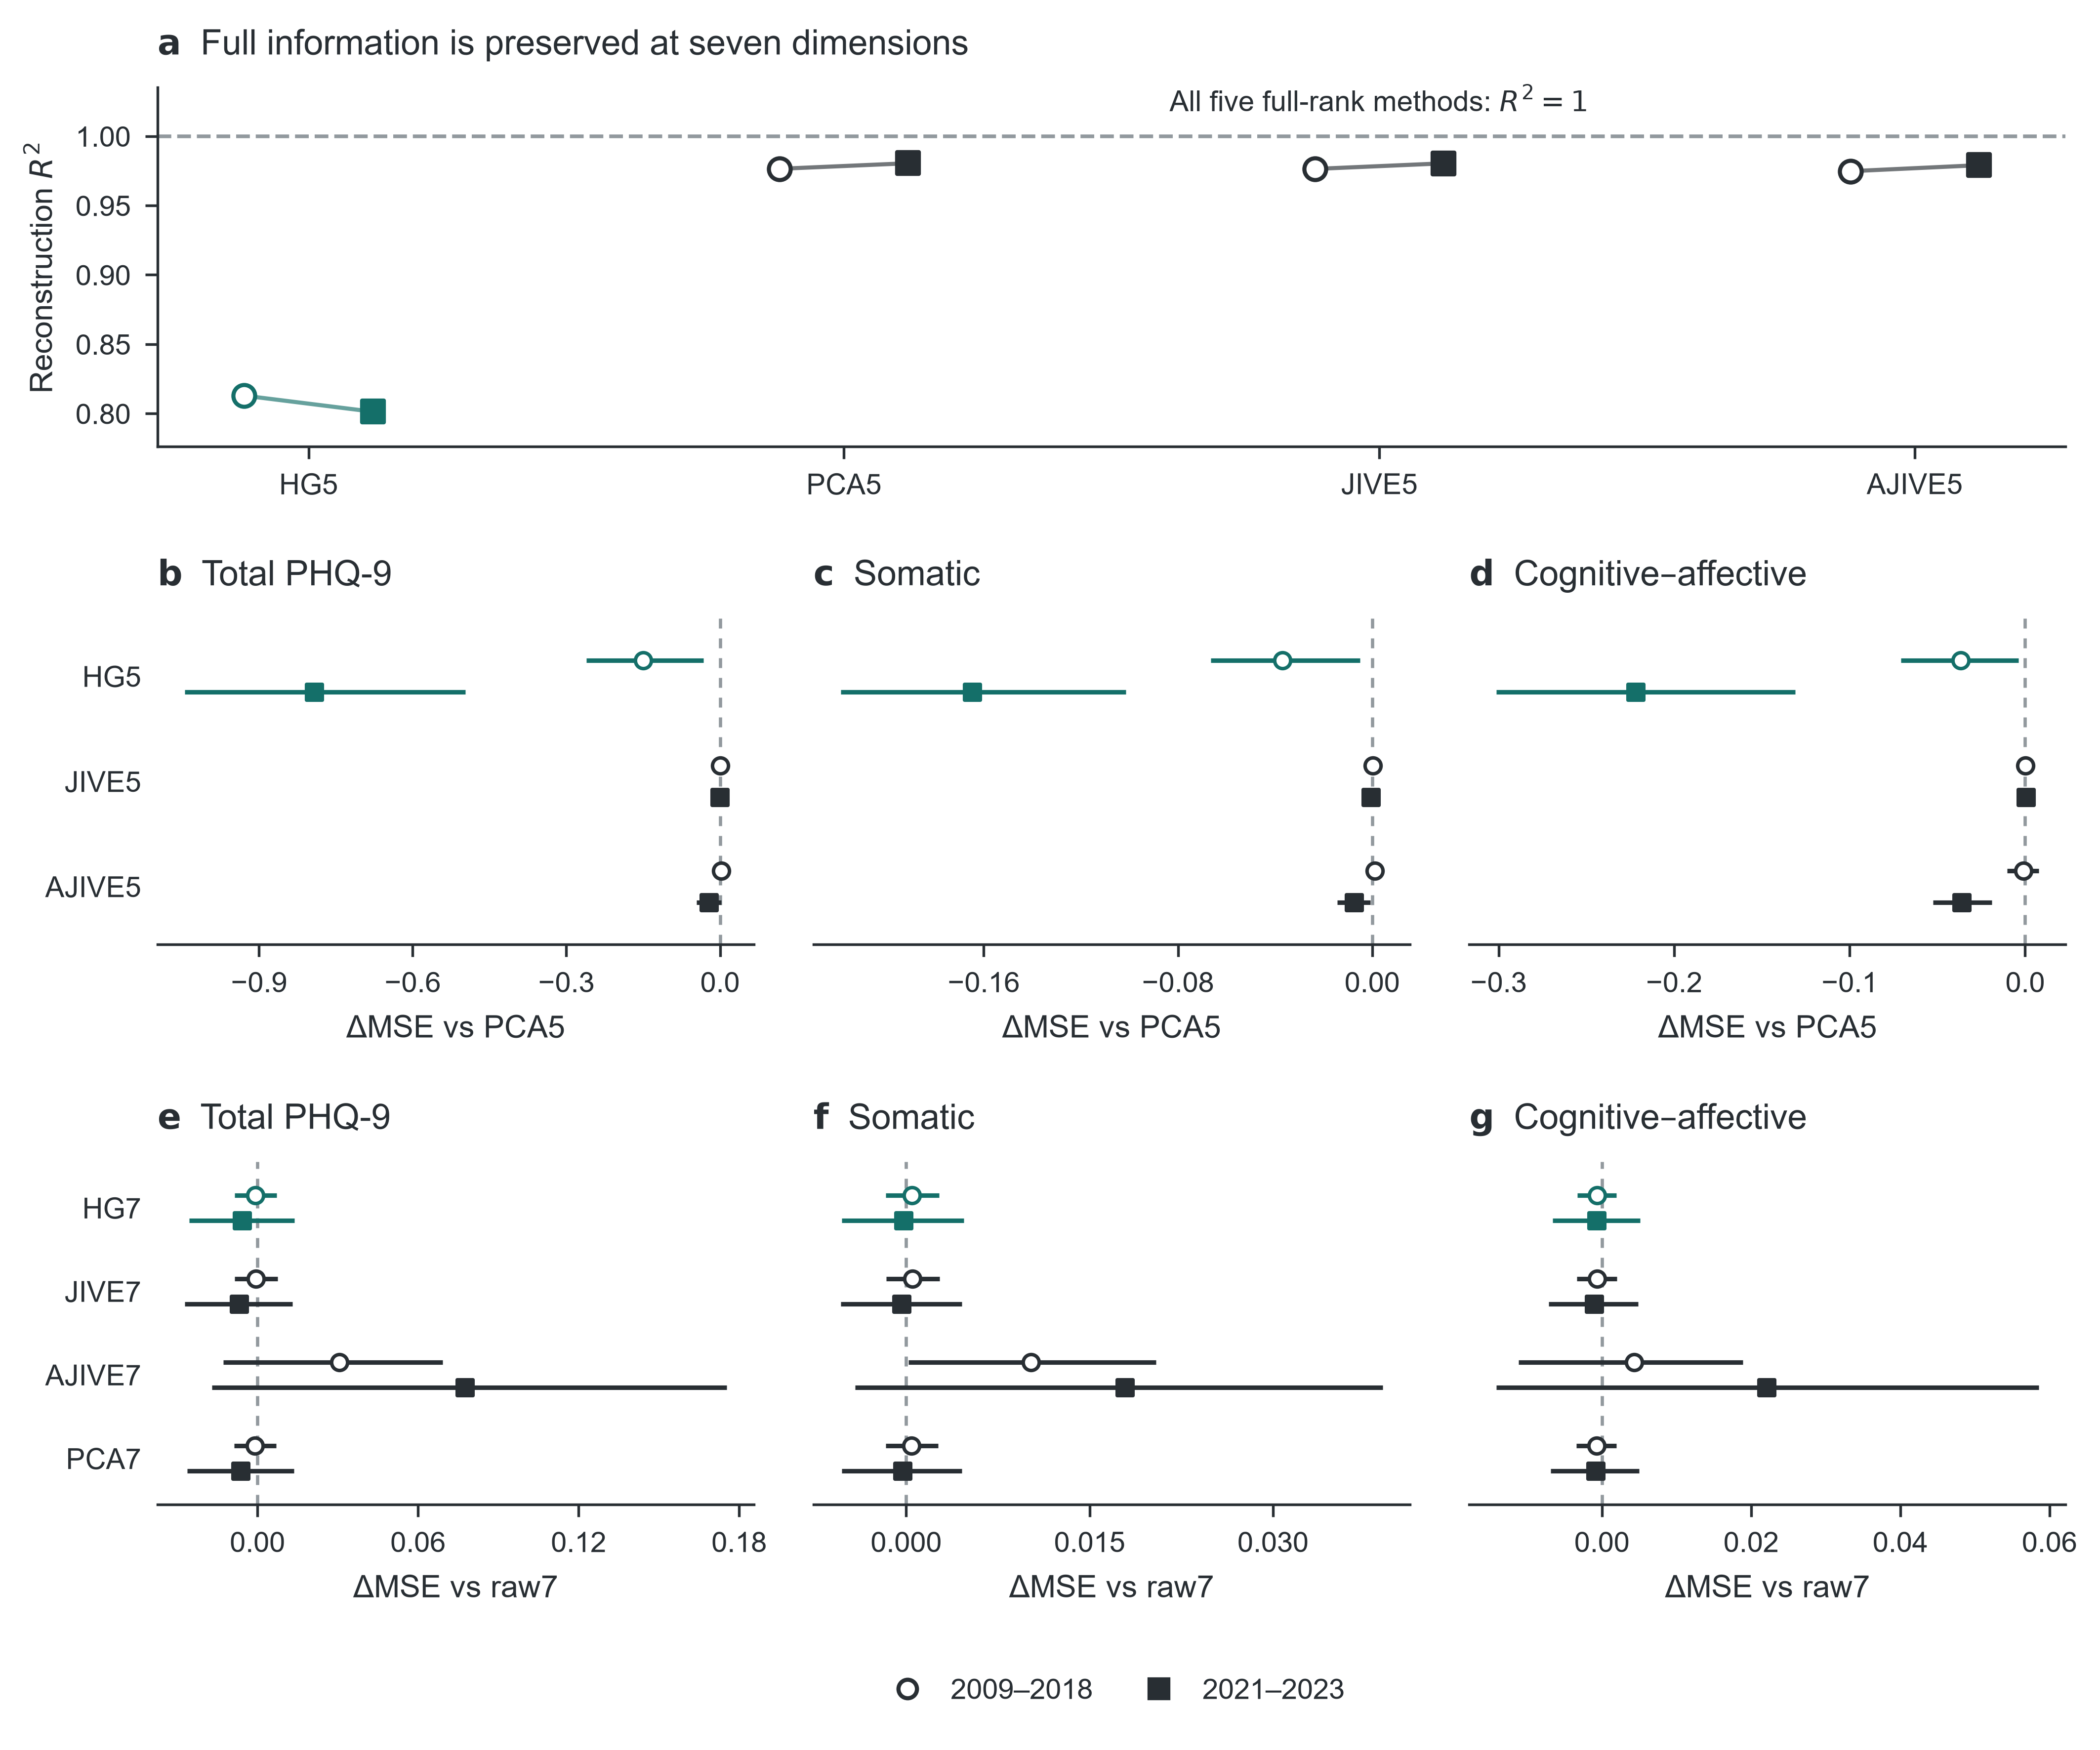 a Full information is preserved at seven dimensions
All five full-rank methods: R² = 1
Reconstruction R²
1.00
0.95
0.90
0.85
0.80
HG5 PCA5 JIVE5 AJIVE5
b Total PHQ-9
c Somatic
d Cognitive–affective
HG5
JIVE5
AJIVE5
−0.9 −0.6 −0.3 0.0
ΔMSE vs PCA5
−0.16 −0.08 0.00
ΔMSE vs PCA5
−0.3 −0.2 −0.1 0.0
ΔMSE vs PCA5
e Total PHQ-9
f Somatic
g Cognitive–affective
HG7
JIVE7
AJIVE7
PCA7
0.00 0.06 0.12 0.18
ΔMSE vs raw7
0.000 0.015 0.030
ΔMSE vs raw7
0.00 0.02 0.04 0.06
ΔMSE vs raw7
2009–2018 2021–2023